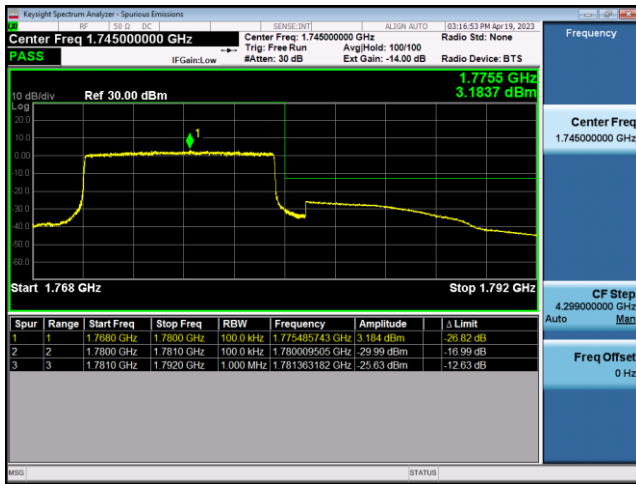 Keysight Spectrum Analyzer - Spurious Emissions
RF 50 Ω DC SENSE:INT ALIGN AUTO 03:16:53 PM Apr 19, 2023
Center Freq 1.745000000 GHz
PASS
IFGain:Low
Center Freq: 1.745000000 GHz
Trig: Free Run Avg|Hold: 100/100
#Atten: 30 dB Ext Gain: -14.00 dB
Radio Std: None
Radio Device: BTS
Frequency
1.7755 GHz
3.1837 dBm
10 dB/div Ref 30.00 dBm
Log
20.0
10.0
0.00
-10.0
-20.0
-30.0
-40.0
-50.0
-60.0
1
Start 1.768 GHz Stop 1.792 GHz
Center Freq
1.745000000 GHz
CF Step
4.299000000 GHz
Auto Man
Freq Offset
0 Hz
Spur Range Start Freq Stop Freq RBW Frequency Amplitude Δ Limit
1 1 1.7680 GHz 1.7800 GHz 100.0 kHz 1.775485743 GHz 3.184 dBm -26.82 dB
2 2 1.7800 GHz 1.7810 GHz 100.0 kHz 1.780009505 GHz -29.99 dBm -16.99 dB
3 3 1.7810 GHz 1.7920 GHz 1.000 MHz 1.781363182 GHz -25.63 dBm -12.63 dB
MSG STATUS